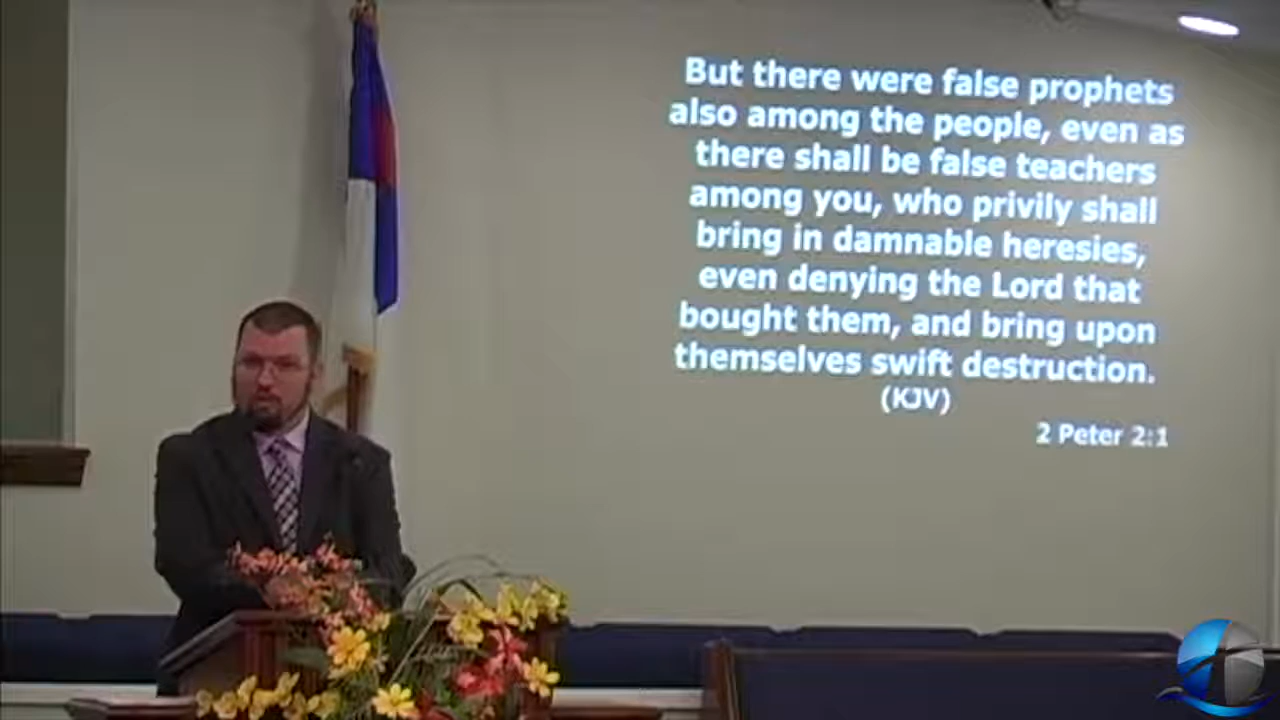 But there were false prophets
also among the people, even as
there shall be false teachers
among you, who privily shall
bring in damnable heresies,
even denying the Lord that
bought them, and bring upon
themselves swift destruction.
(KJV)
2 Peter 2:1